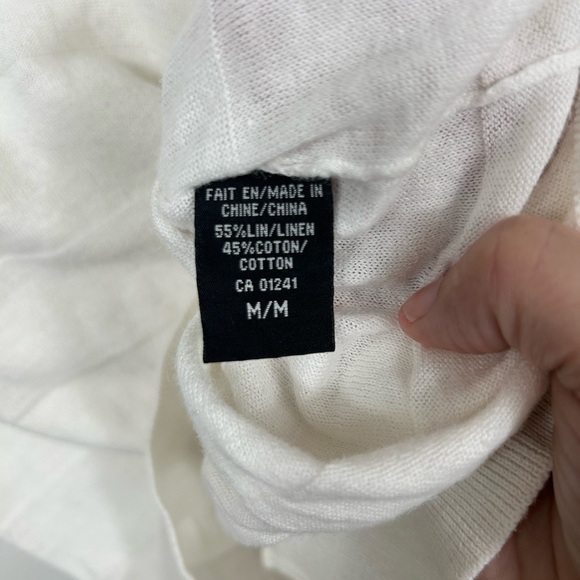 FAIT EN/MADE IN
CHINE/CHINA
55%LIN/LINEN
45%COTON/
COTTON
CA 01241
M/M